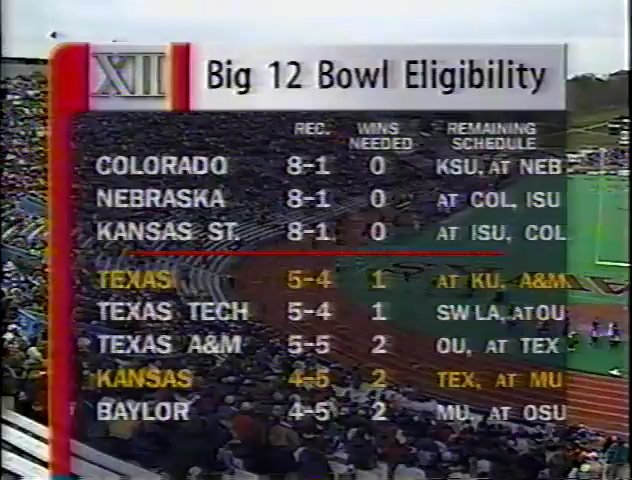 XII Big 12 Bowl Eligibility
REC. WINS NEEDED REMAINING SCHEDULE
COLORADO 8-1 0 KSU, AT NEB
NEBRASKA 8-1 0 AT COL, ISU
KANSAS ST. 8-1 0 AT ISU, COL
TEXAS 5-4 1 AT KU, A&M
TEXAS TECH 5-4 1 SW LA, AT OU
TEXAS A&M 5-5 2 OU, AT TEX
KANSAS 4-5 2 TEX, AT MU
BAYLOR 4-5 2 MU, AT OSU